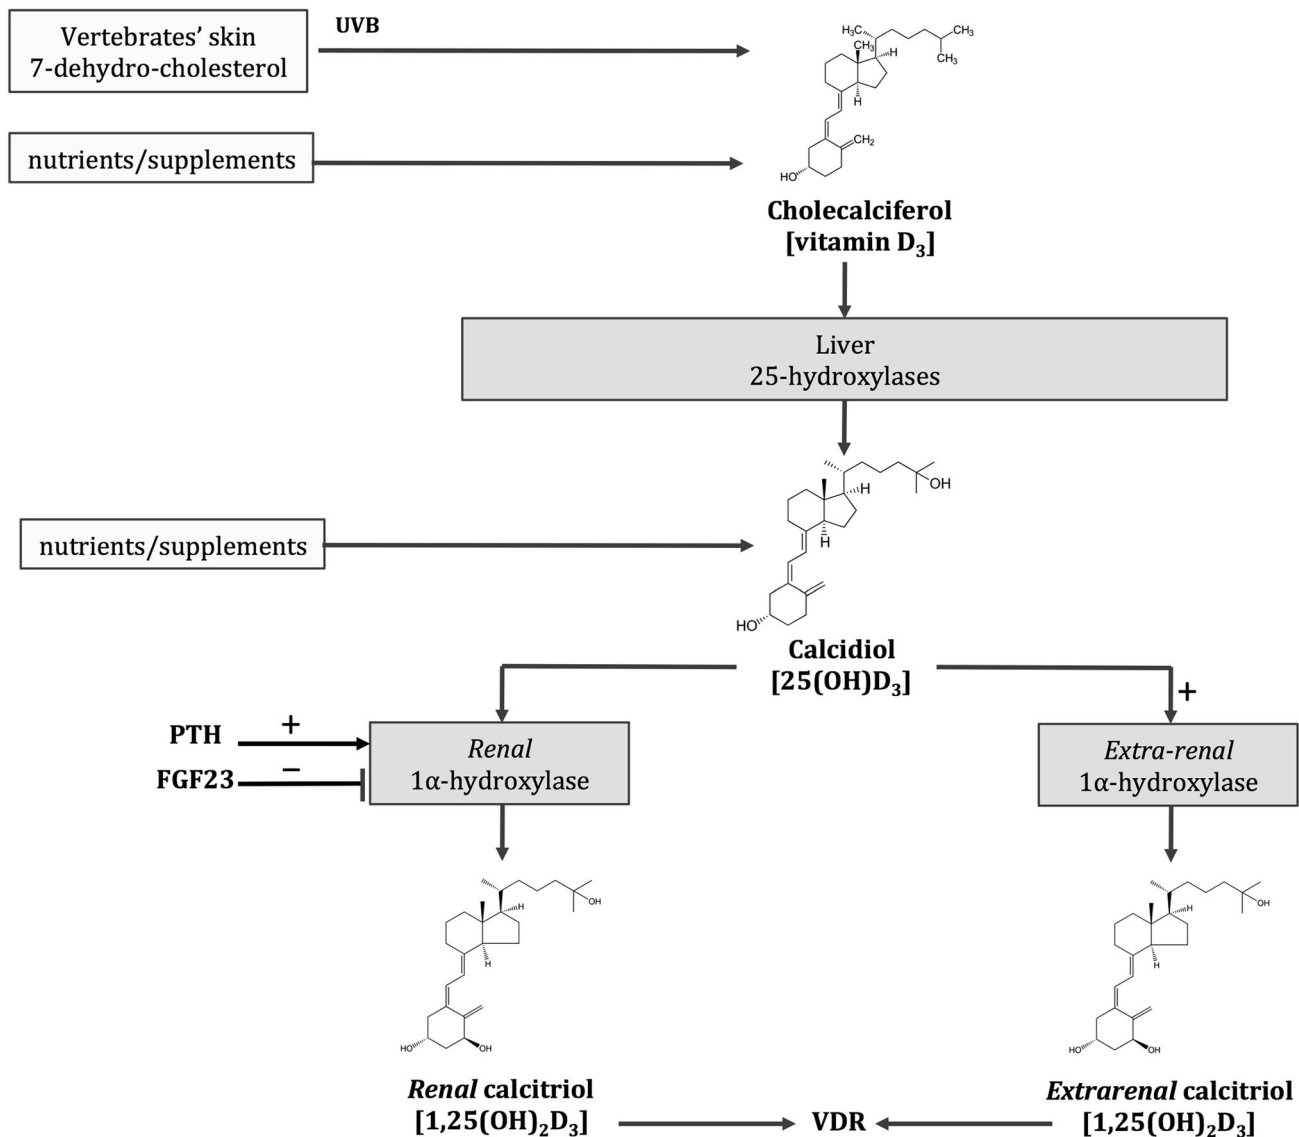 Vertebrates’ skin
7-dehydro-cholesterol
UVB
H₃C
CH₃
CH₃
H
CH₃
H
CH₂
HO
nutrients/supplements
Cholecalciferol
[vitamin D₃]
Liver
25-hydroxylases
OH
H
H
HO
nutrients/supplements
Calcidiol
[25(OH)D₃]
+
PTH
+
FGF23
−
Renal
1α-hydroxylase
Extra-renal
1α-hydroxylase
OH
H
H
HO
OH
OH
H
H
HO
OH
Renal calcitriol
[1,25(OH)₂D₃]
VDR
Extrarenal calcitriol
[1,25(OH)₂D₃]